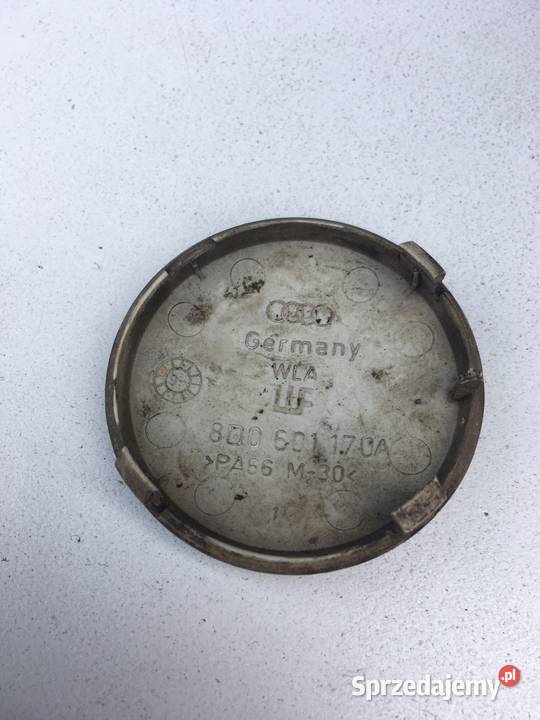 Germany
WLA
8D0 601 170A
>PA66 M-30<
Sprzedajemy.pl